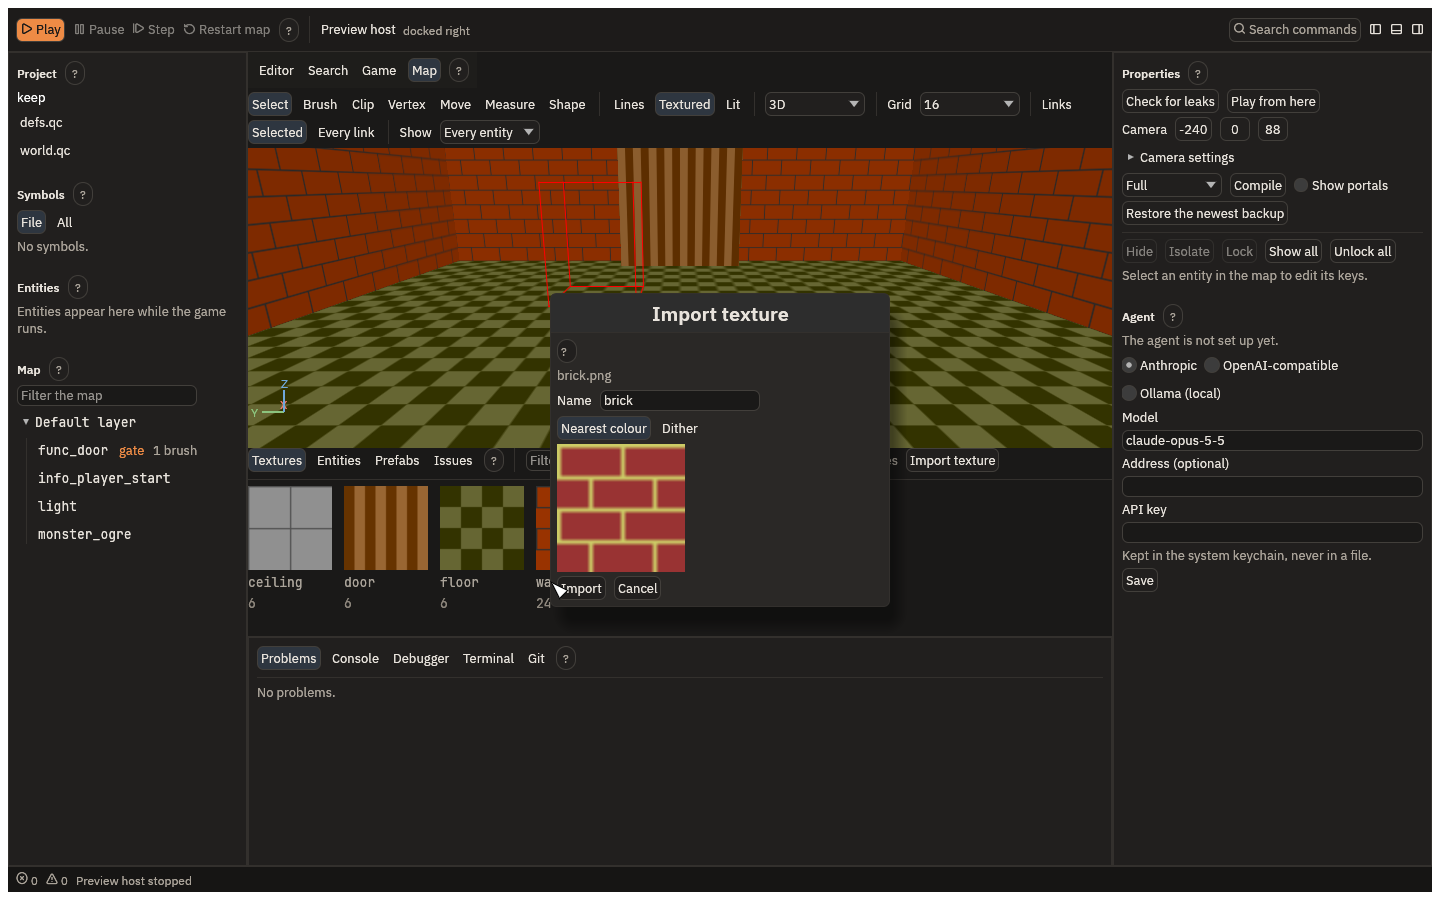 Play Pause Step Restart map ? Preview host docked right Search commands
Project ?
keep
defs.qc
world.qc
Symbols ?
File All
No symbols.
Entities ?
Entities appear here while the game
runs.
Map ?
Filter the map
Default layer
func_door gate 1 brush
info_player_start
light
monster_ogre
Editor Search Game Map ?
Select Brush Clip Vertex Move Measure Shape Lines Textured Lit 3D Grid 16 Links
Selected Every link Show Every entity
Z
Y X
Import texture
?
brick.png
Name brick
Nearest colour Dither
Import Cancel
Textures Entities Prefabs Issues ? Import texture
ceiling door floor
6 6 6 24
Problems Console Debugger Terminal Git ?
No problems.
Properties ?
Check for leaks Play from here
Camera -240 0 88
Camera settings
Full Compile Show portals
Restore the newest backup
Hide Isolate Lock Show all Unlock all
Select an entity in the map to edit its keys.
Agent ?
The agent is not set up yet.
Anthropic OpenAI-compatible
Ollama (local)
Model
claude-opus-5-5
Address (optional)
API key
Kept in the system keychain, never in a file.
Save
0 0 Preview host stopped